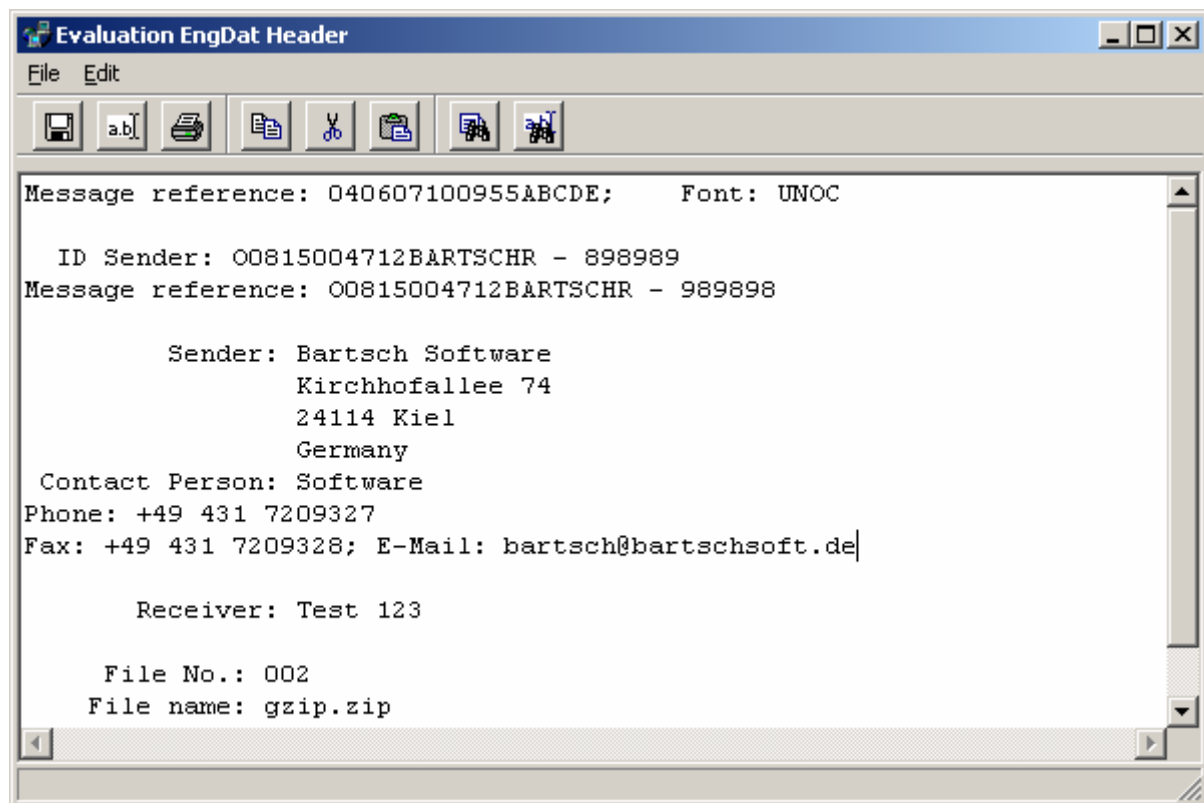 Evaluation EngDat Header
File Edit
a.b
Message reference: 040607100955ABCDE; Font: UNOC
ID Sender: O0815004712BARTSCHR - 898989
Message reference: O0815004712BARTSCHR - 989898
Sender: Bartsch Software
Kirchhofallee 74
24114 Kiel
Germany
Contact Person: Software
Phone: +49 431 7209327
Fax: +49 431 7209328; E-Mail: bartsch@bartschsoft.de
Receiver: Test 123
File No.: 002
File name: gzip.zip